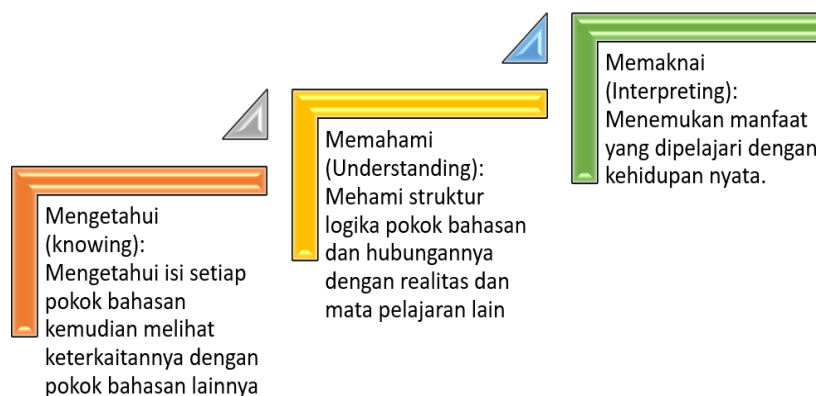 Mengetahui
(knowing):
Mengetahui isi setiap
pokok bahasan
kemudian melihat
keterkaitannya dengan
pokok bahasan lainnya
Memahami
(Understanding):
Mehami struktur
logika pokok bahasan
dan hubungannya
dengan realitas dan
mata pelajaran lain
Memaknai
(Interpreting):
Menemukan manfaat
yang dipelajari dengan
kehidupan nyata.